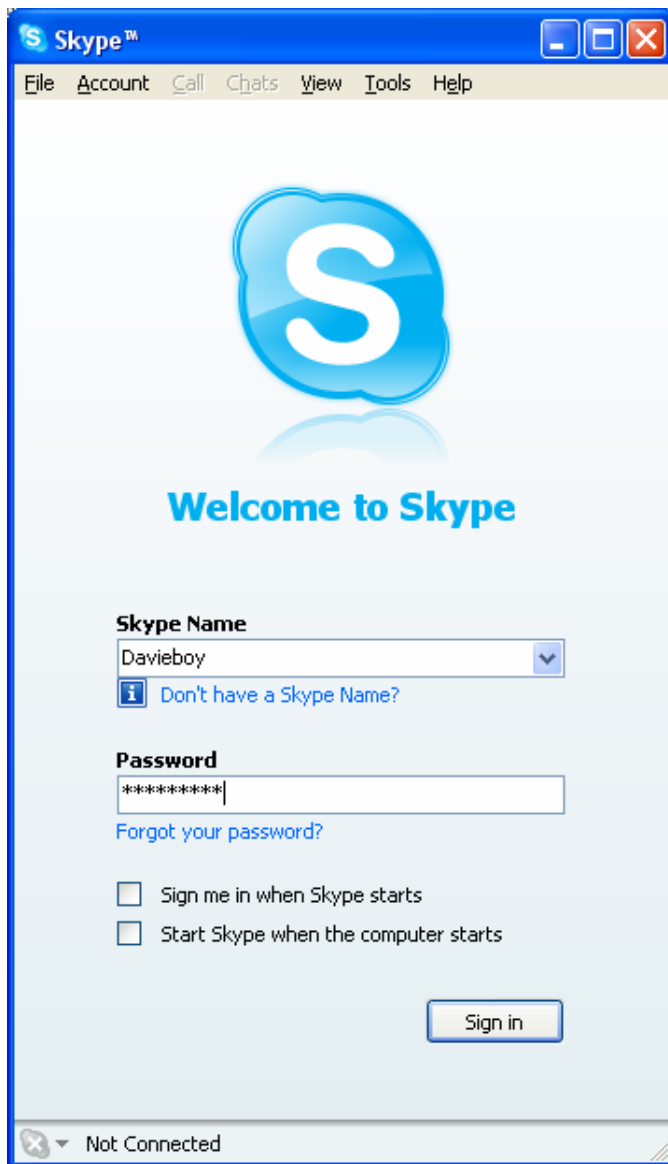 Skype™
File Account Call Chats View Tools Help
S
Welcome to Skype
Skype Name
Davieboy
Don't have a Skype Name?
Password
*********
Forgot your password?
Sign me in when Skype starts
Start Skype when the computer starts
Sign in
Not Connected